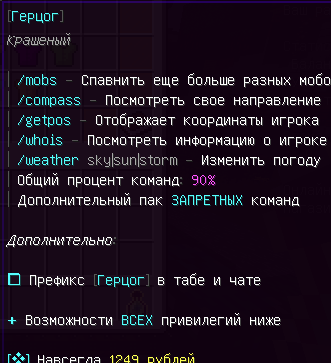 [Герцог]
Крашеный
| /mobs – Спавнить еще больше разных мобо
| /compass – Посмотреть свое направление
| /getpos – Отображает координаты игрока
| /whois – Посмотреть информацию о игроке
| /weather sky|sun|storm – Изменить погоду
| Общий процент команд: 90%
| Дополнительный пак ЗАПРЕТНЫХ команд
Дополнительно:
☐ Префикс [Герцог] в табе и чате
+ Возможности ВСЕХ привилегий ниже
[❖] Навсегда 1249 рублей